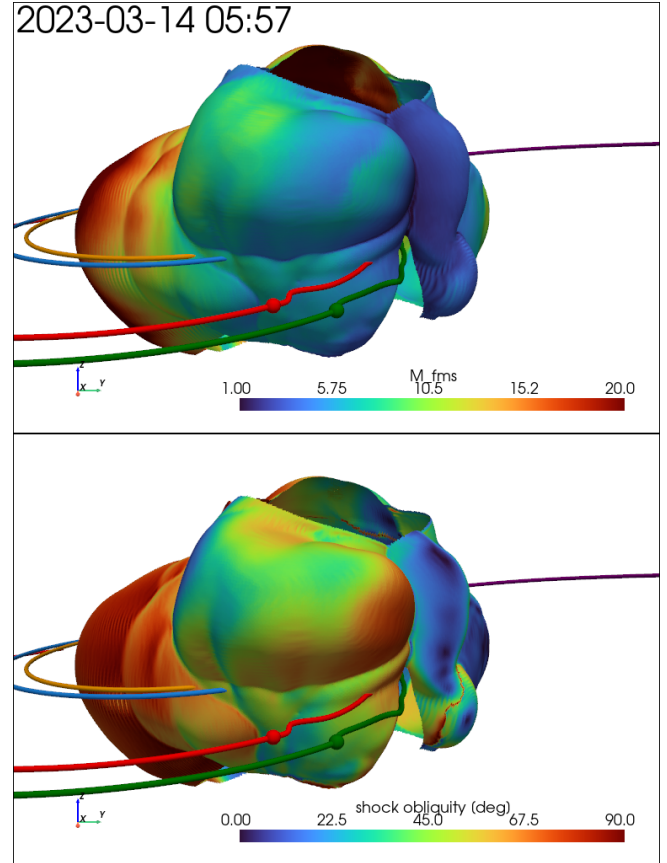 2023-03-14 05:57
M_fms
1.00 5.75 10.5 15.2 20.0
Z
X Y
shock obliquity [deg]
0.00 22.5 45.0 67.5 90.0
Z
X Y